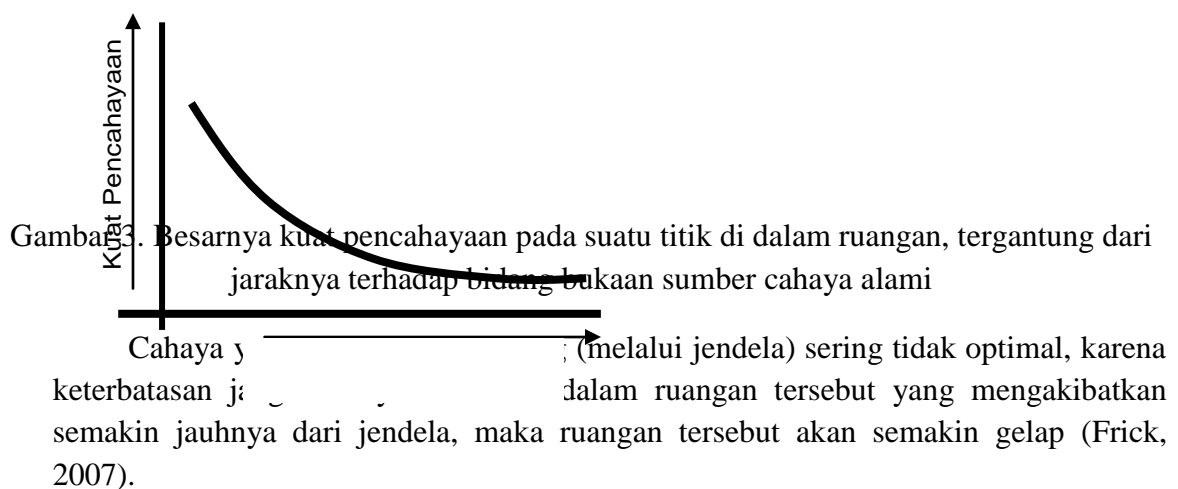 Kuat Pencahayaan
Gambar 3. Besarnya kuat pencahayaan pada suatu titik di dalam ruangan, tergantung dari
jaraknya terhadap bidang bukaan sumber cahaya alami
Cahaya (melalui jendela) sering tidak optimal, karena
keterbatasan dalam ruangan tersebut yang mengakibatkan
semakin jauhnya dari jendela, maka ruangan tersebut akan semakin gelap (Frick,
2007).